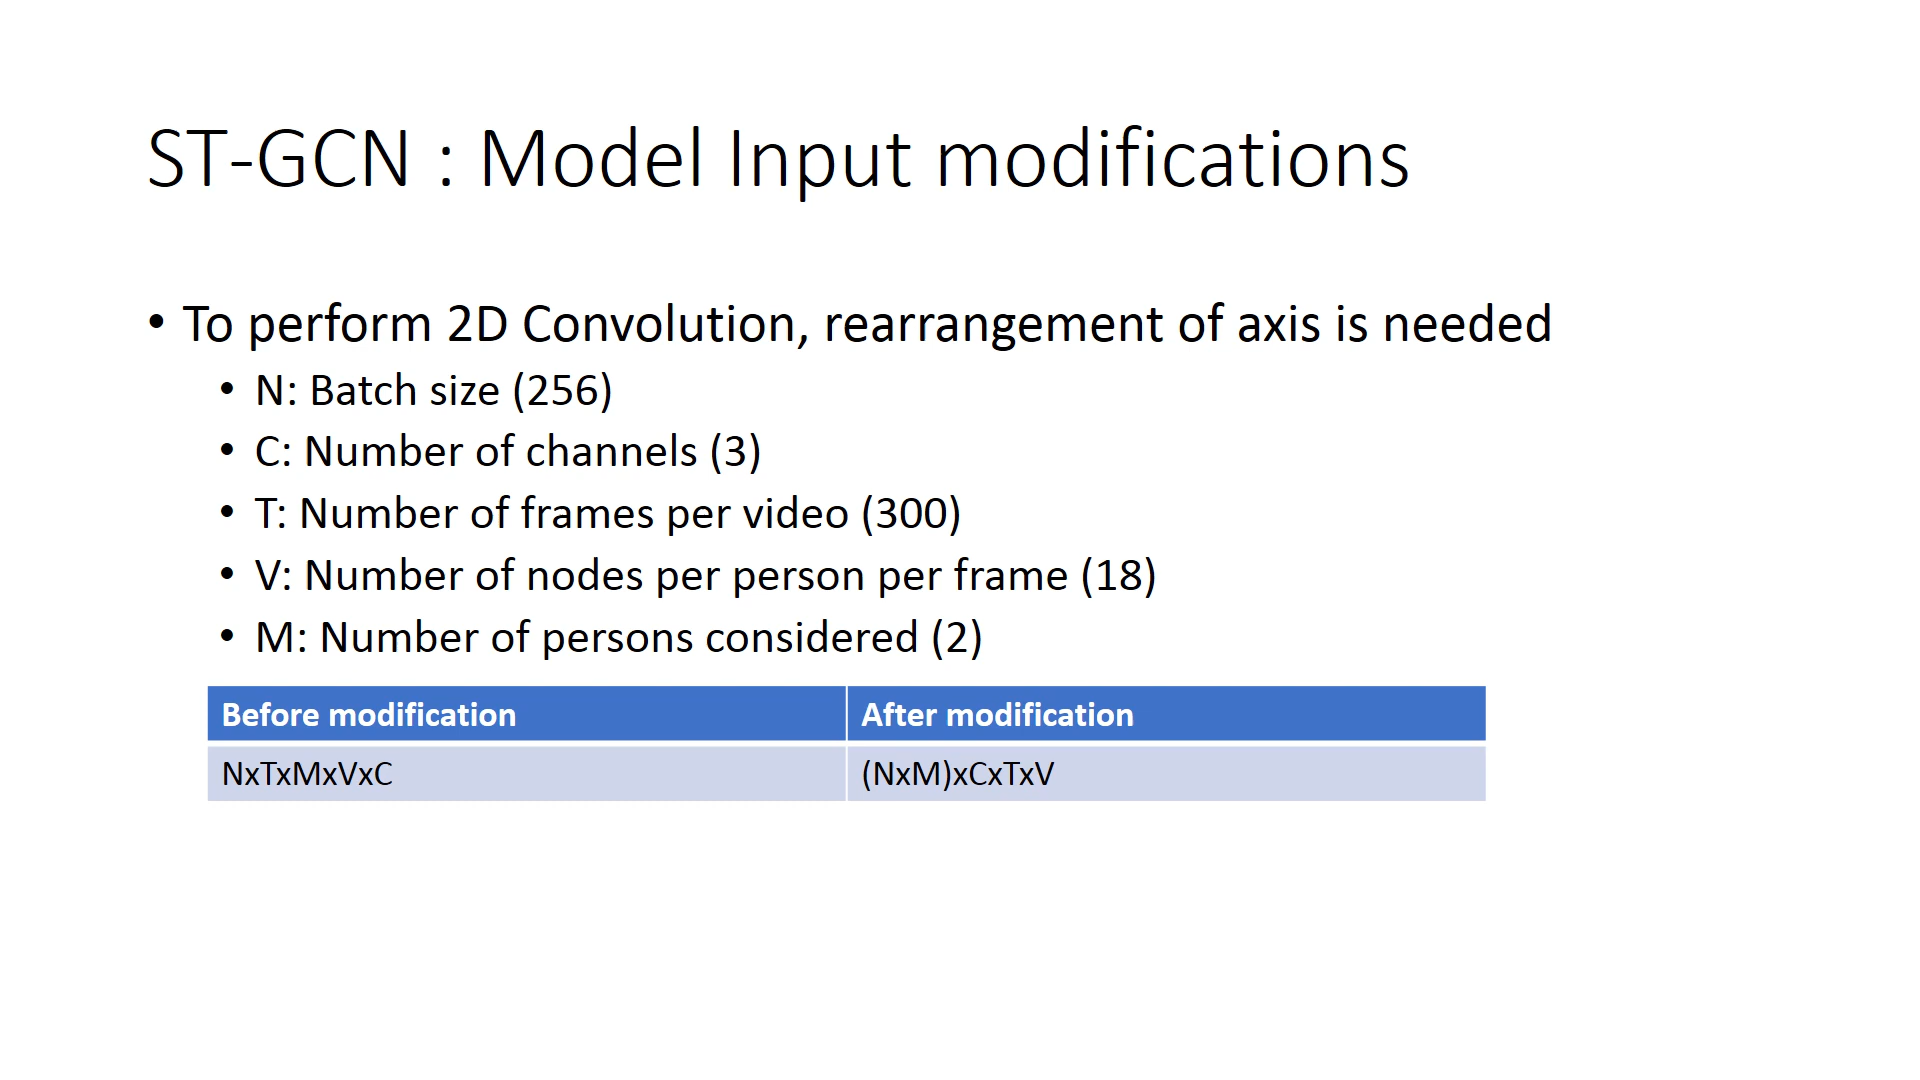 ST-GCN : Model Input modifications
• To perform 2D Convolution, rearrangement of axis is needed
• N: Batch size (256)
• C: Number of channels (3)
• T: Number of frames per video (300)
• V: Number of nodes per person per frame (18)
• M: Number of persons considered (2)
Before modification After modification
NxTxMxVxC (NxM)xCxTxV